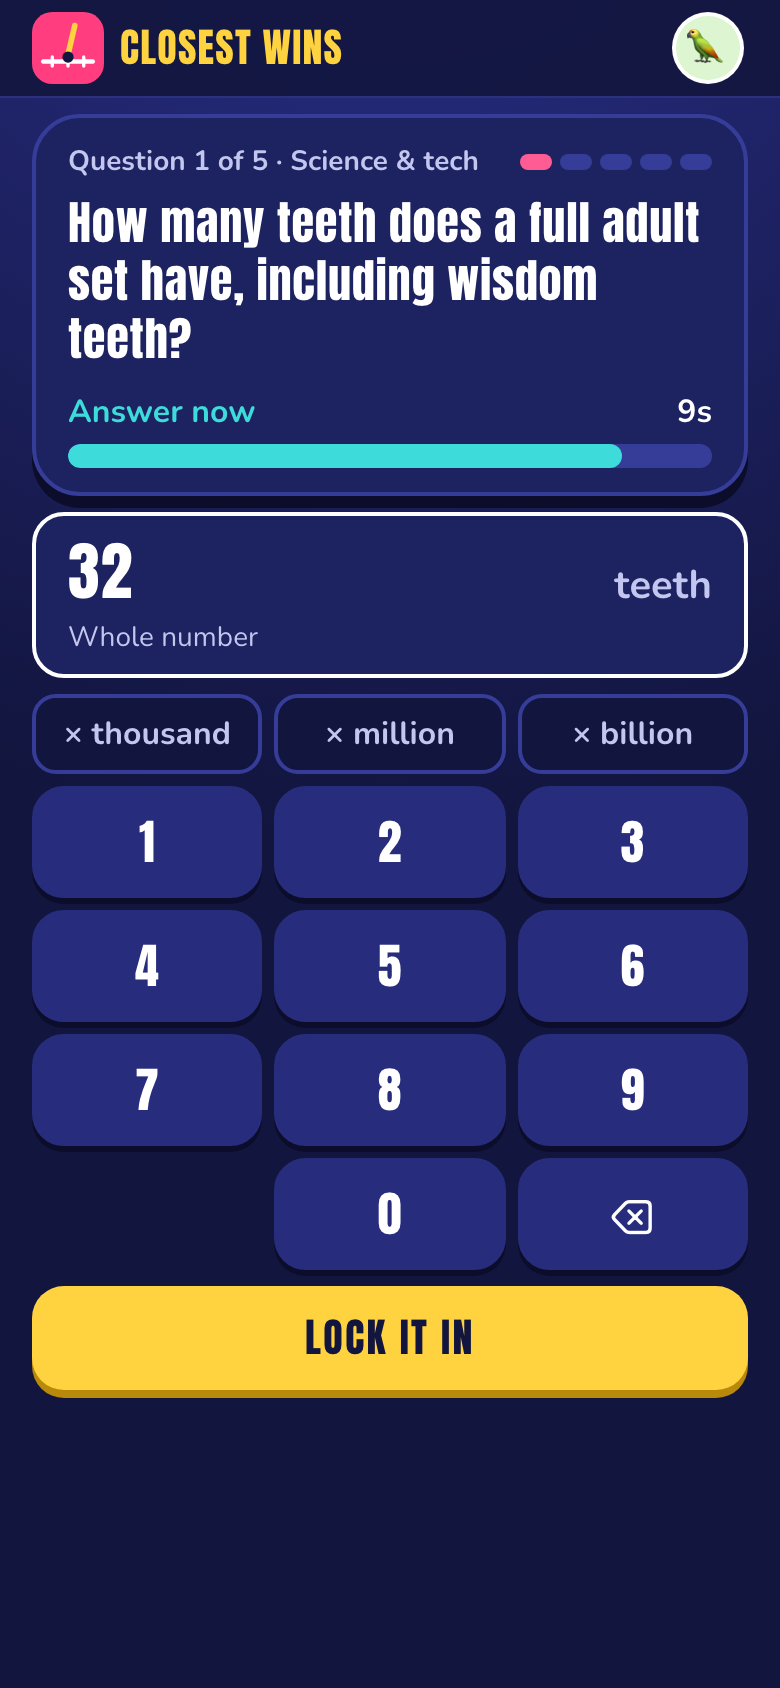 CLOSEST WINS
Question 1 of 5 · Science & tech
How many teeth does a full adult
set have, including wisdom
teeth?
Answer now 9s
32 teeth
Whole number
× thousand × million × billion
1 2 3
4 5 6
7 8 9
0
LOCK IT IN